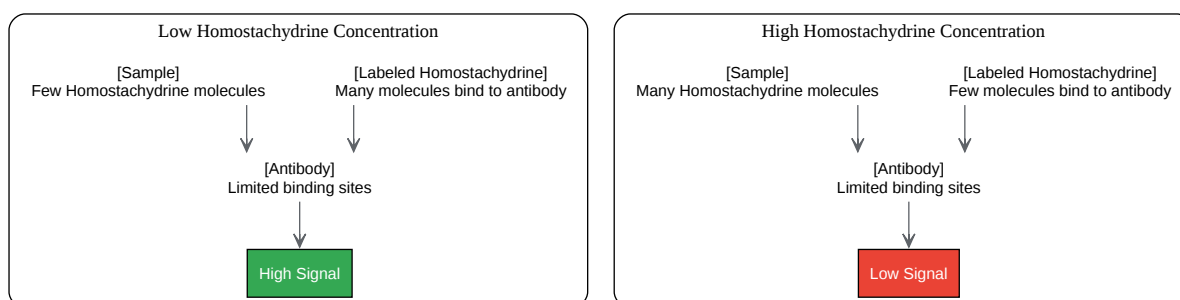 Low Homostachydrine Concentration
[Sample]
Few Homostachydrine molecules
[Labeled Homostachydrine]
Many molecules bind to antibody
[Antibody]
Limited binding sites
High Signal
High Homostachydrine Concentration
[Sample]
Many Homostachydrine molecules
[Labeled Homostachydrine]
Few molecules bind to antibody
[Antibody]
Limited binding sites
Low Signal